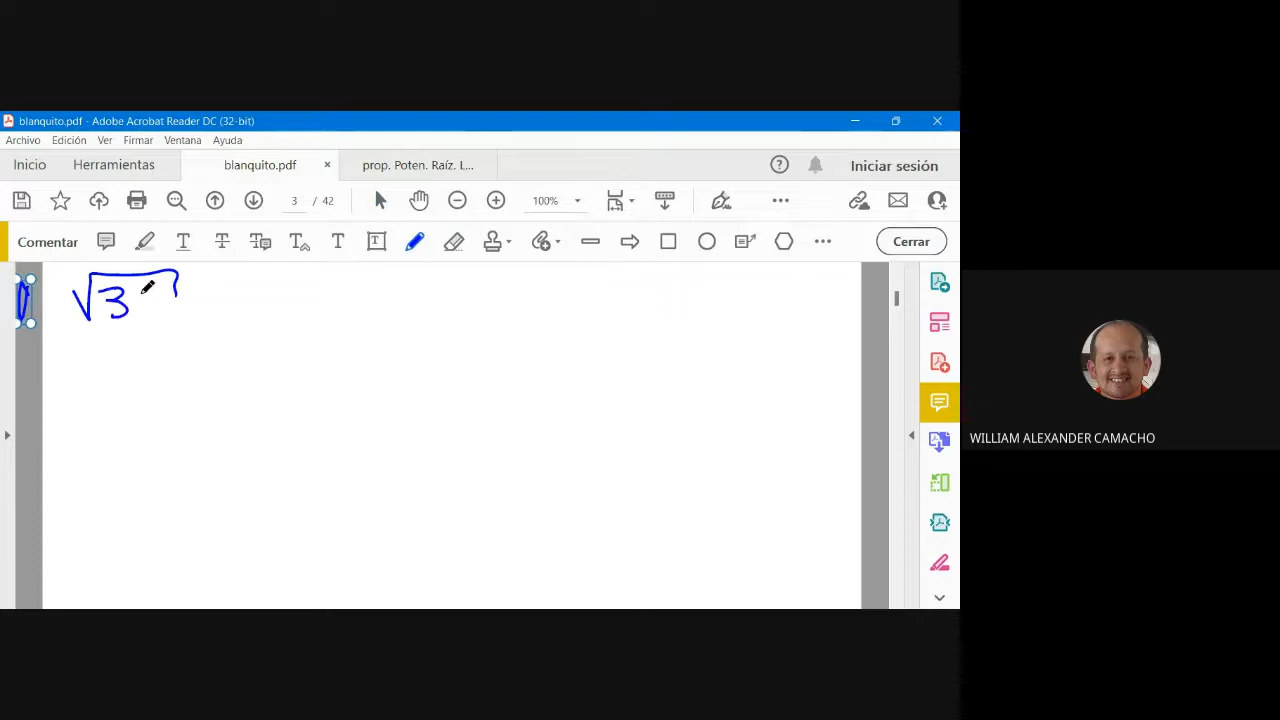 blanquito.pdf - Adobe Acrobat Reader DC (32-bit)
Archivo Edición Ver Firmar Ventana Ayuda
Inicio Herramientas blanquito.pdf × prop. Poten. Raíz. L... ? Iniciar sesión
3 / 42 100%
Comentar Cerrar
√3
WILLIAM ALEXANDER CAMACHO